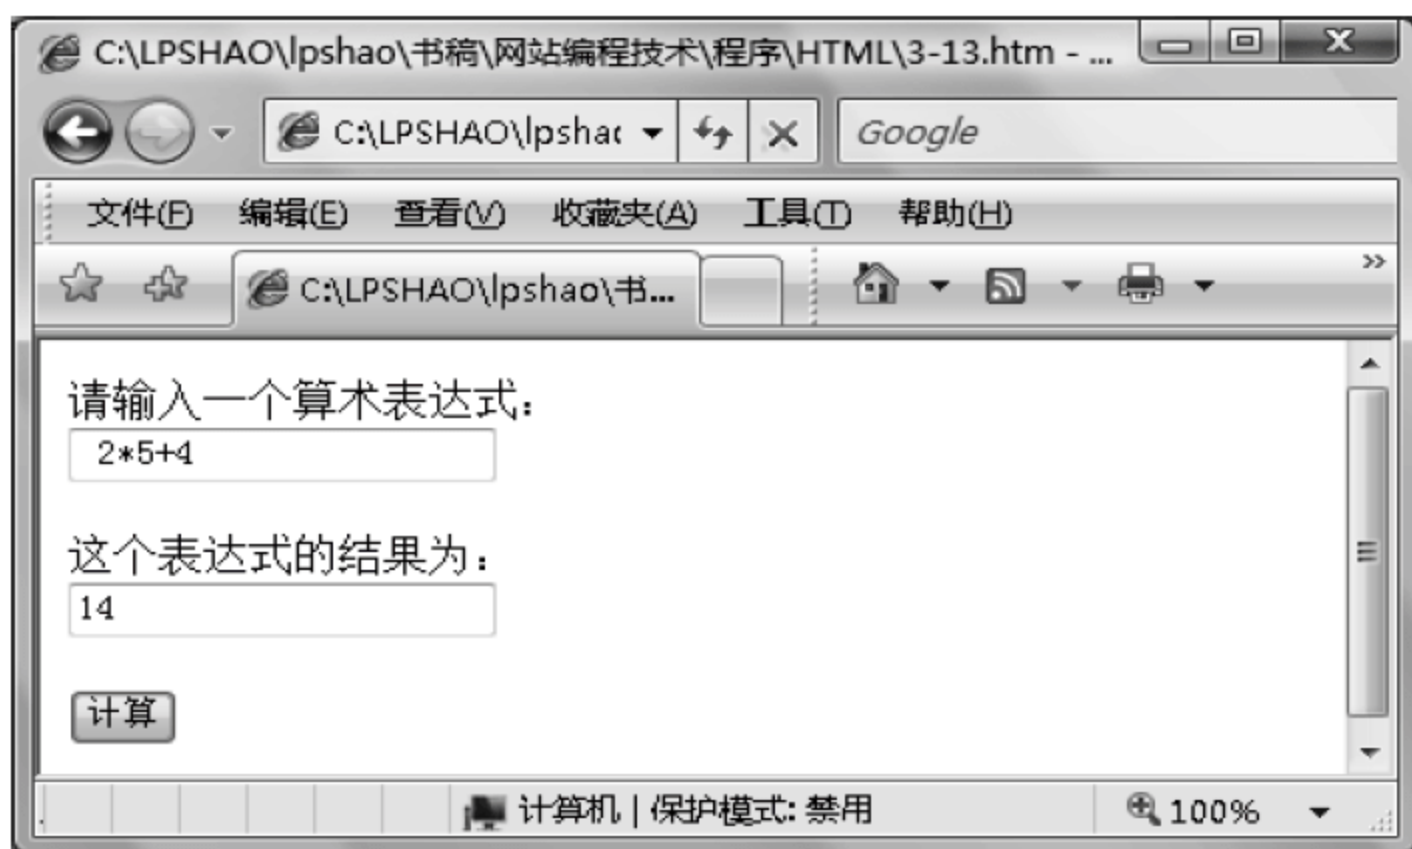 C:\LPSHAO\lpshao\书稿\网站编程技术\程序\HTML\3-13.htm - ...
C:\LPSHAO\lpshac
Google
文件(F) 编辑(E) 查看(V) 收藏夹(A) 工具(T) 帮助(H)
C:\LPSHAO\lpshao\书...
请输入一个算术表达式：
2*5+4
这个表达式的结果为：
14
计算
计算机 | 保护模式: 禁用
100%